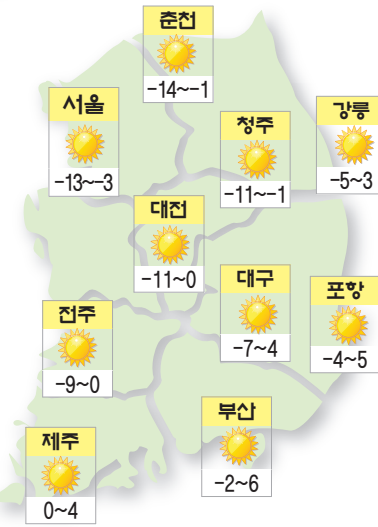 춘천
-14~-1
서울
-13~-3
청주
-11~-1
강릉
-5~3
대전
-11~0
대구
-7~4
포항
-4~5
전주
-9~0
부산
-2~6
제주
0~4